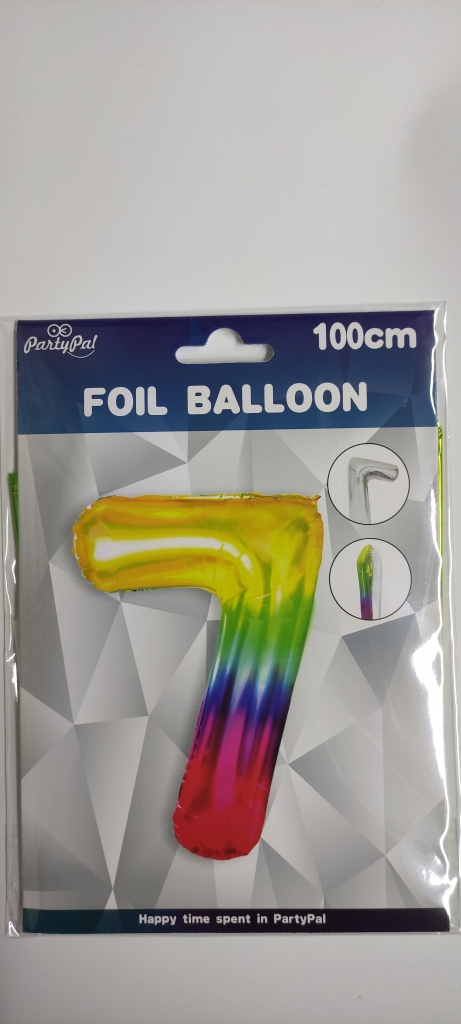 PartyPal
100cm
FOIL BALLOON
7
Happy time spent in PartyPal